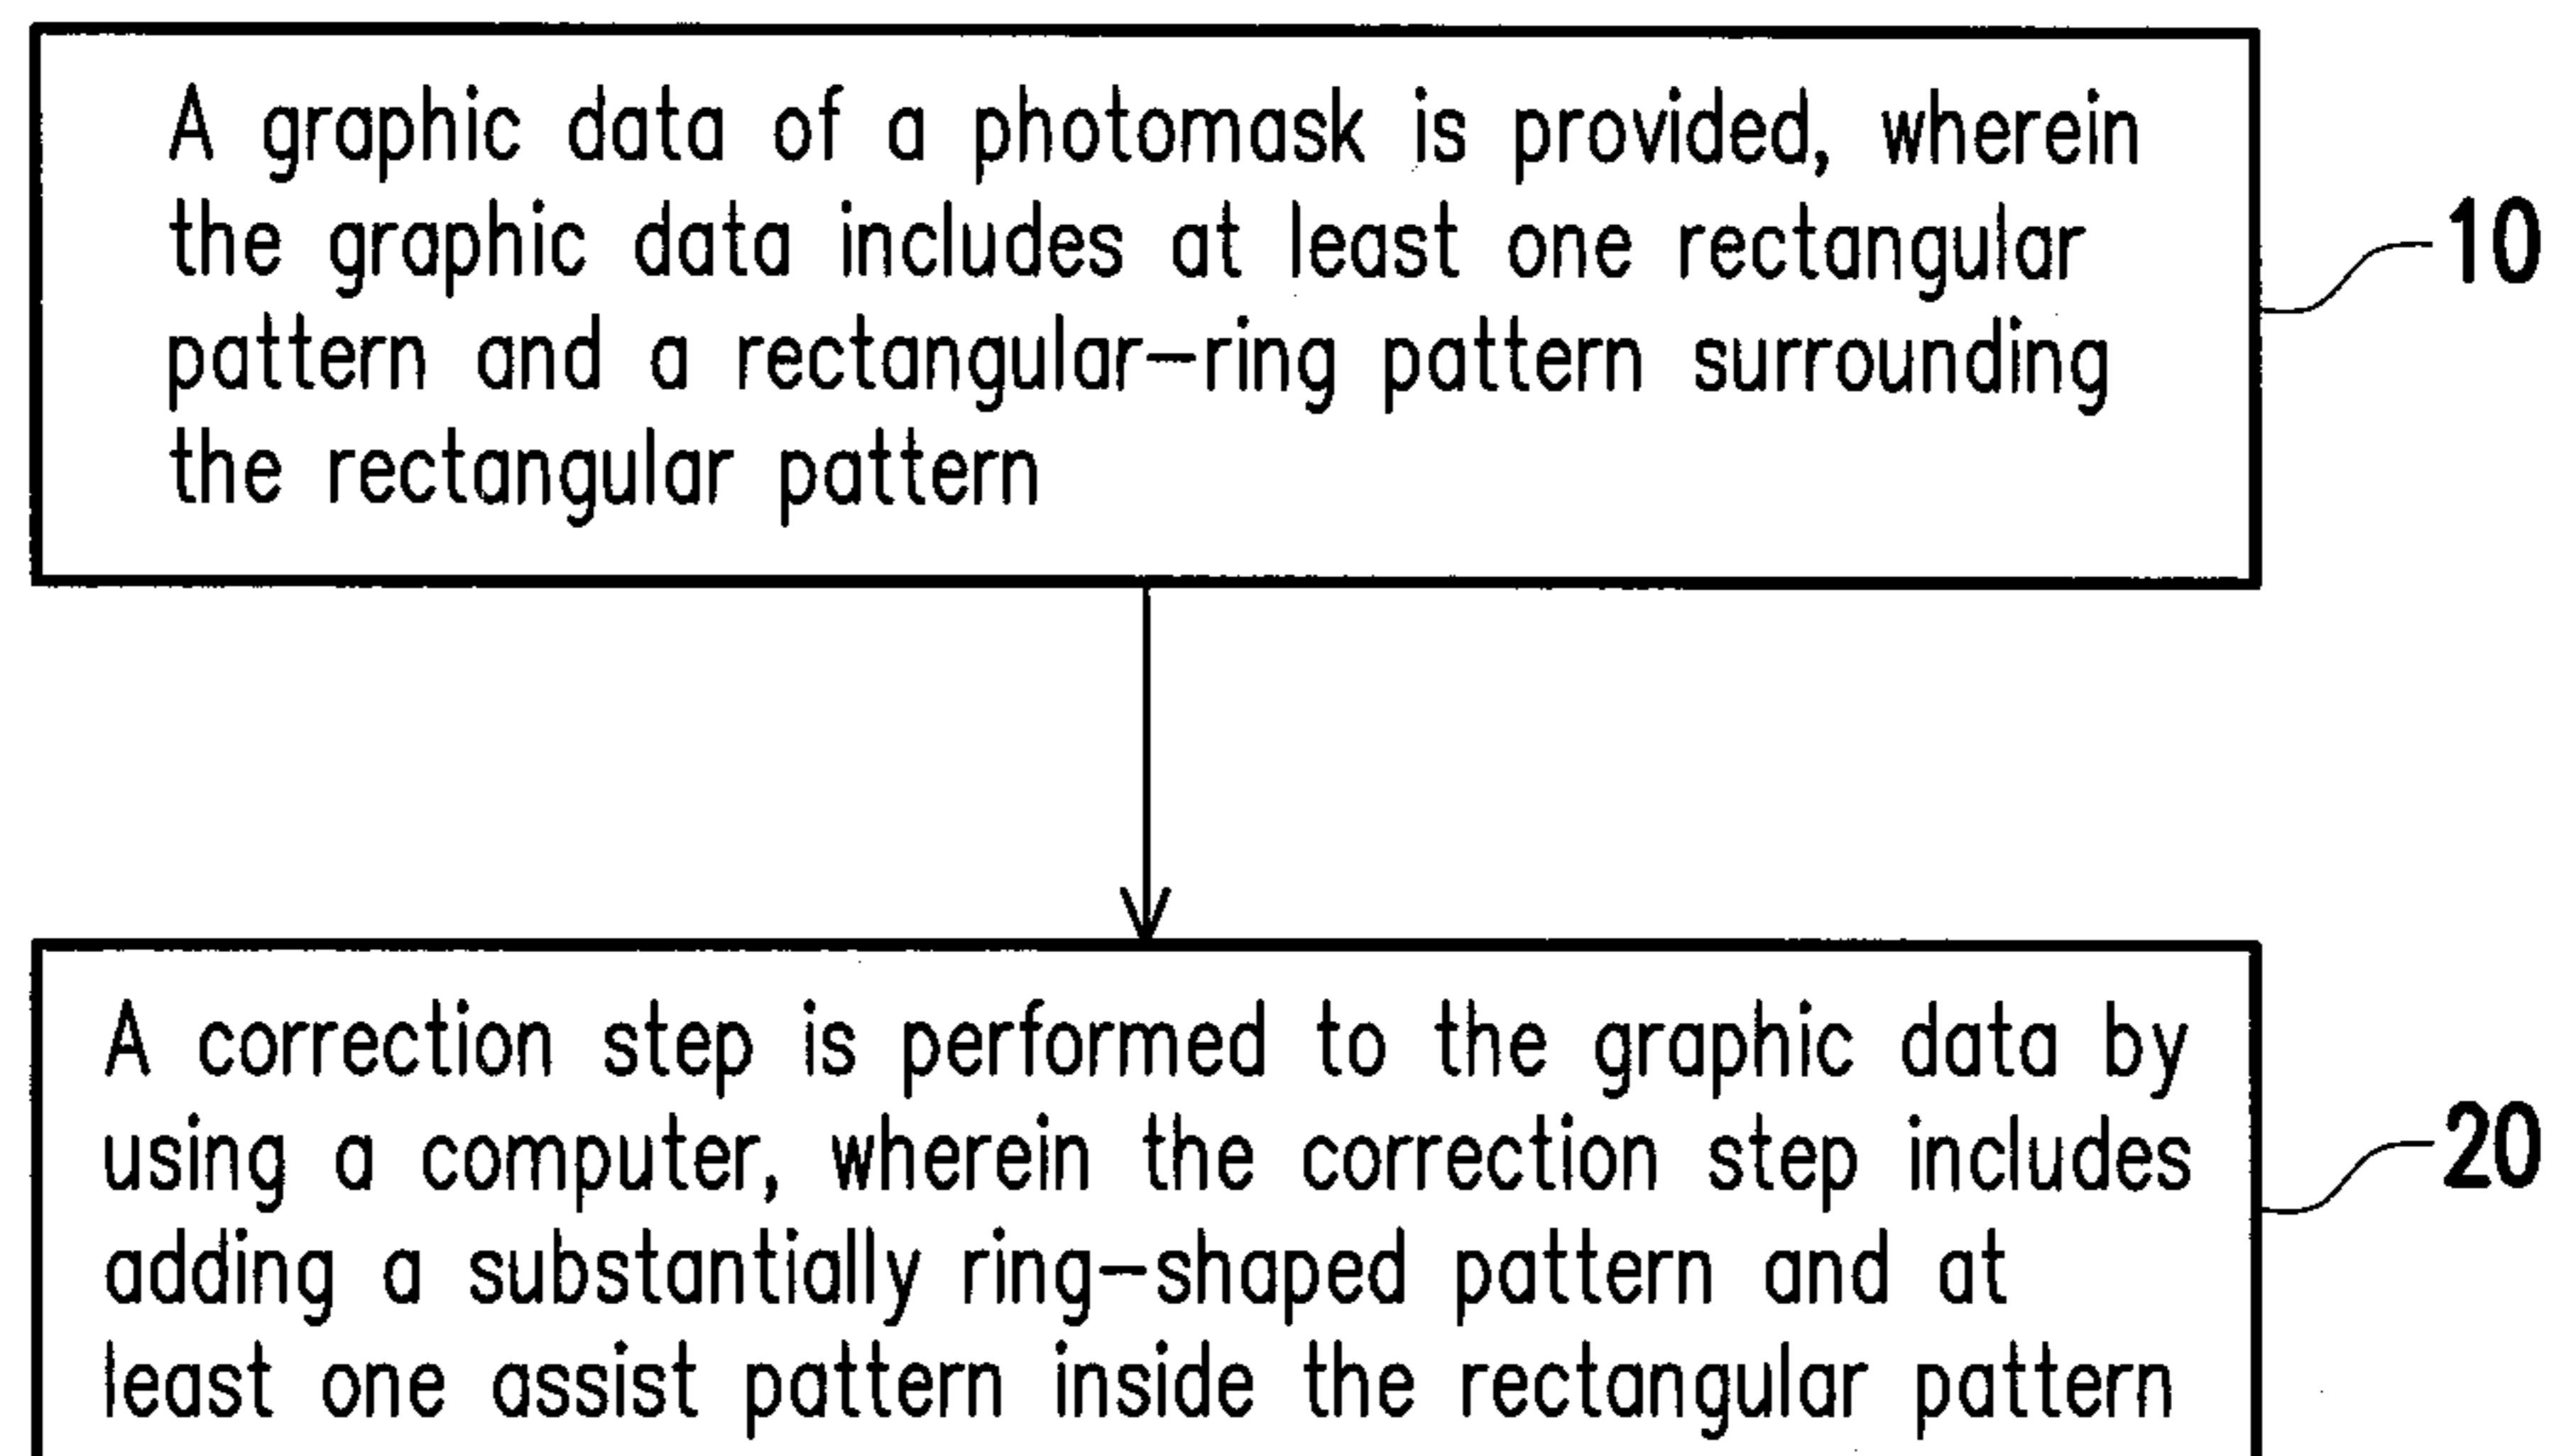 A graphic data of a photomask is provided, wherein
the graphic data includes at least one rectangular
pattern and a rectangular-ring pattern surrounding
the rectangular pattern
10
A correction step is performed to the graphic data by
using a computer, wherein the correction step includes
adding a substantially ring-shaped pattern and at
least one assist pattern inside the rectangular pattern
20